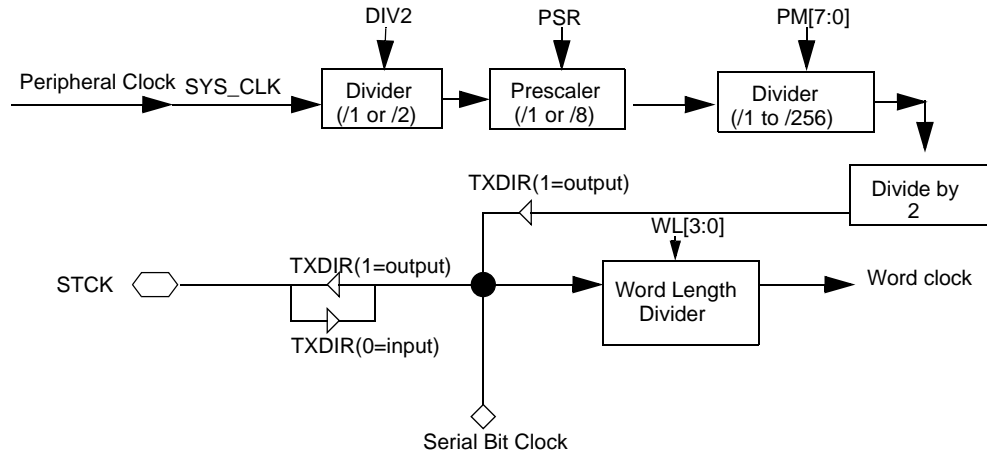 DIV2
PSR
PM[7:0]
Peripheral Clock
SYS_CLK
Divider
(/1 or /2)
Prescaler
(/1 or /8)
Divider
(/1 to /256)
TXDIR(1=output)
Divide by
2
WL[3:0]
STCK
TXDIR(1=output)
TXDIR(0=input)
Word Length
Divider
Word clock
Serial Bit Clock